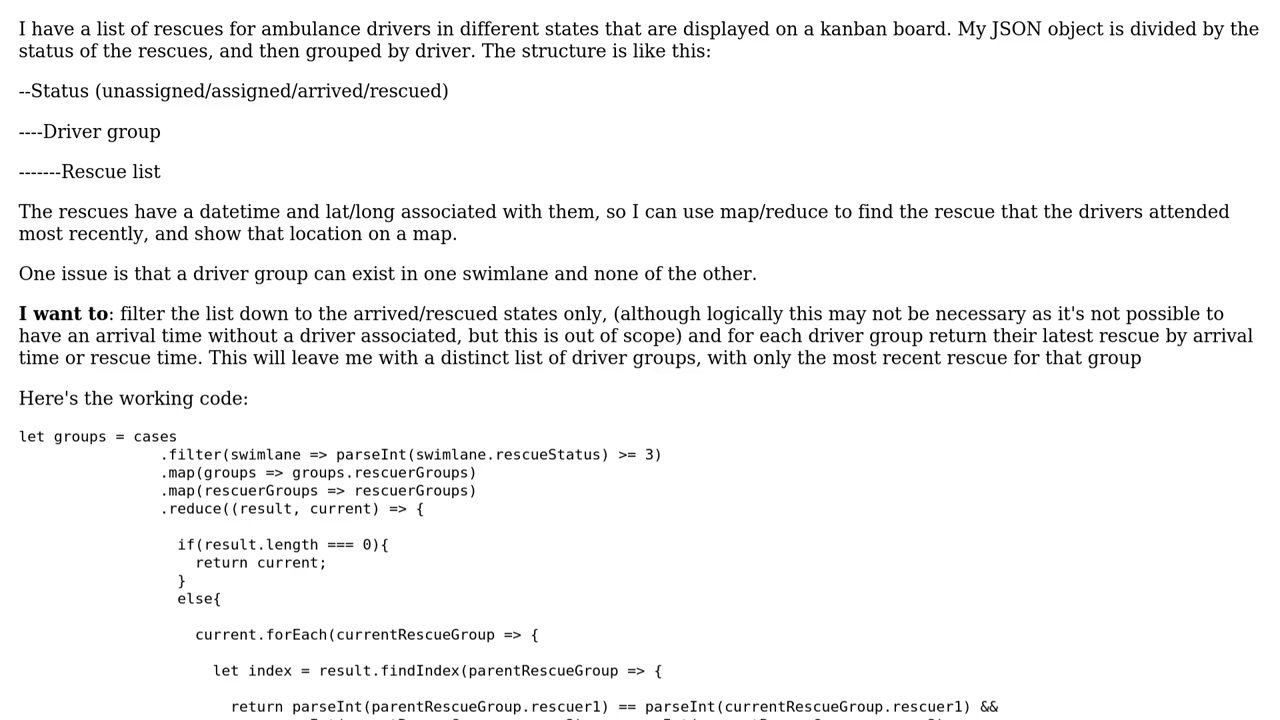 I have a list of rescues for ambulance drivers in different states that are displayed on a kanban board. My JSON object is divided by the
status of the rescues, and then grouped by driver. The structure is like this:
--Status (unassigned/assigned/arrived/rescued)
----Driver group
-------Rescue list
The rescues have a datetime and lat/long associated with them, so I can use map/reduce to find the rescue that the drivers attended
most recently, and show that location on a map.
One issue is that a driver group can exist in one swimlane and none of the other.
I want to: filter the list down to the arrived/rescued states only, (although logically this may not be necessary as it's not possible to
have an arrival time without a driver associated, but this is out of scope) and for each driver group return their latest rescue by arrival
time or rescue time. This will leave me with a distinct list of driver groups, with only the most recent rescue for that group
Here's the working code:
let groups = cases
.filter(swimlane => parseInt(swimlane.rescueStatus) >= 3)
.map(groups => groups.rescuerGroups)
.map(rescuerGroups => rescuerGroups)
.reduce((result, current) => {
if(result.length === 0){
return current;
}
else{
current.forEach(currentRescueGroup => {
let index = result.findIndex(parentRescueGroup => {
return parseInt(parentRescueGroup.rescuer1) == parseInt(currentRescueGroup.rescuer1) &&